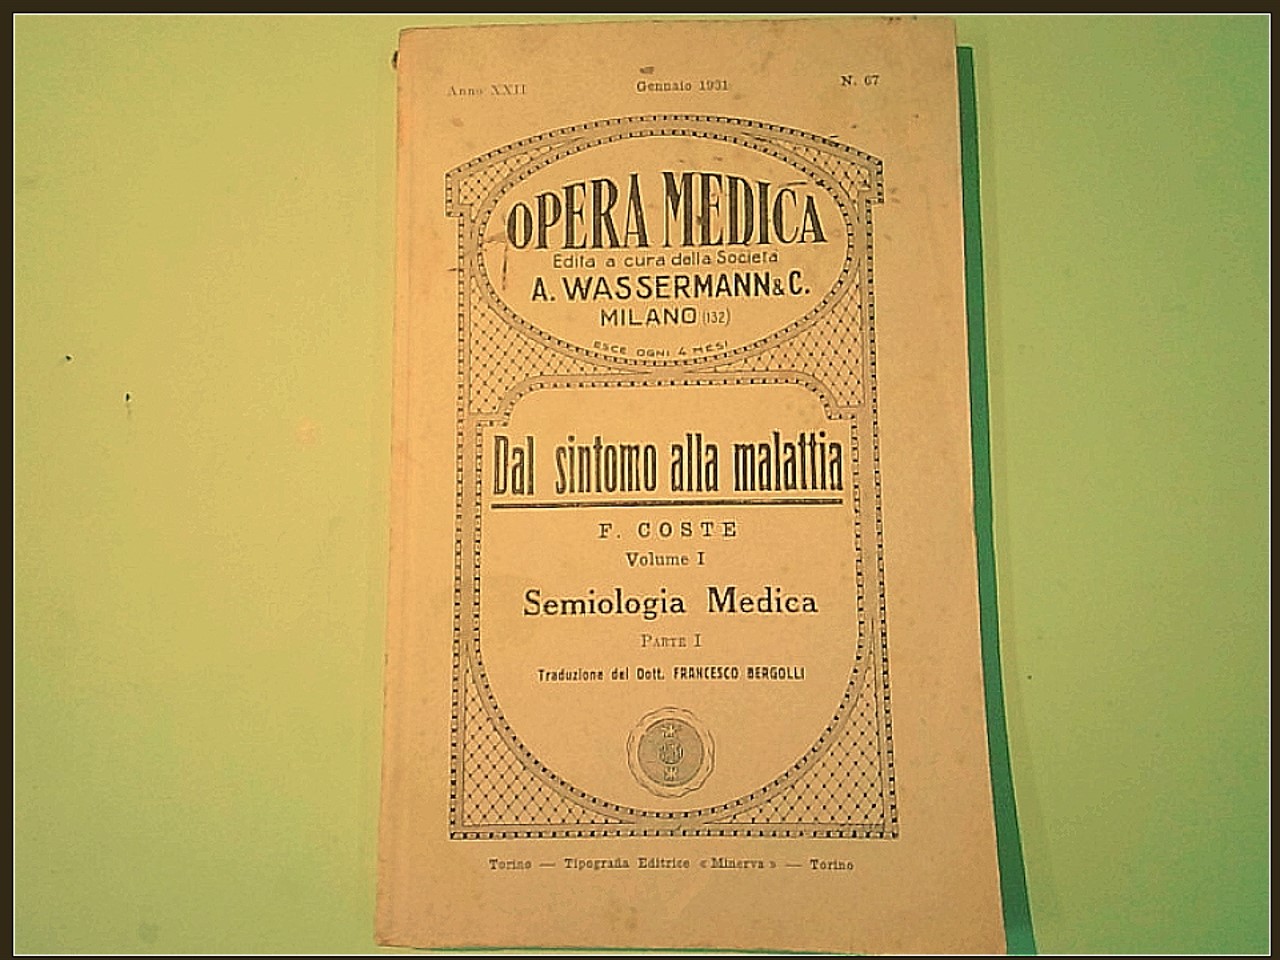 Anno XXII Gennaio 1931 N. 67
OPERA MEDICA
Edita a cura della Società
A. WASSERMANN & C.
MILANO (132)
ESCE OGNI 4 MESI
Dal sintomo alla malattia
F. COSTE
Volume I
Semiologia Medica
PARTE I
Traduzione del Dott. FRANCESCO BERGOLLI
Torino — Tipografia Editrice « Minerva » — Torino